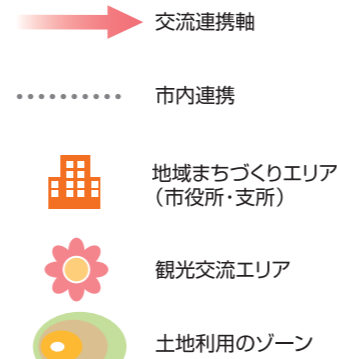 交流連携軸
市内連携
地域まちづくりエリア
（市役所・支所）
観光交流エリア
土地利用のゾーン